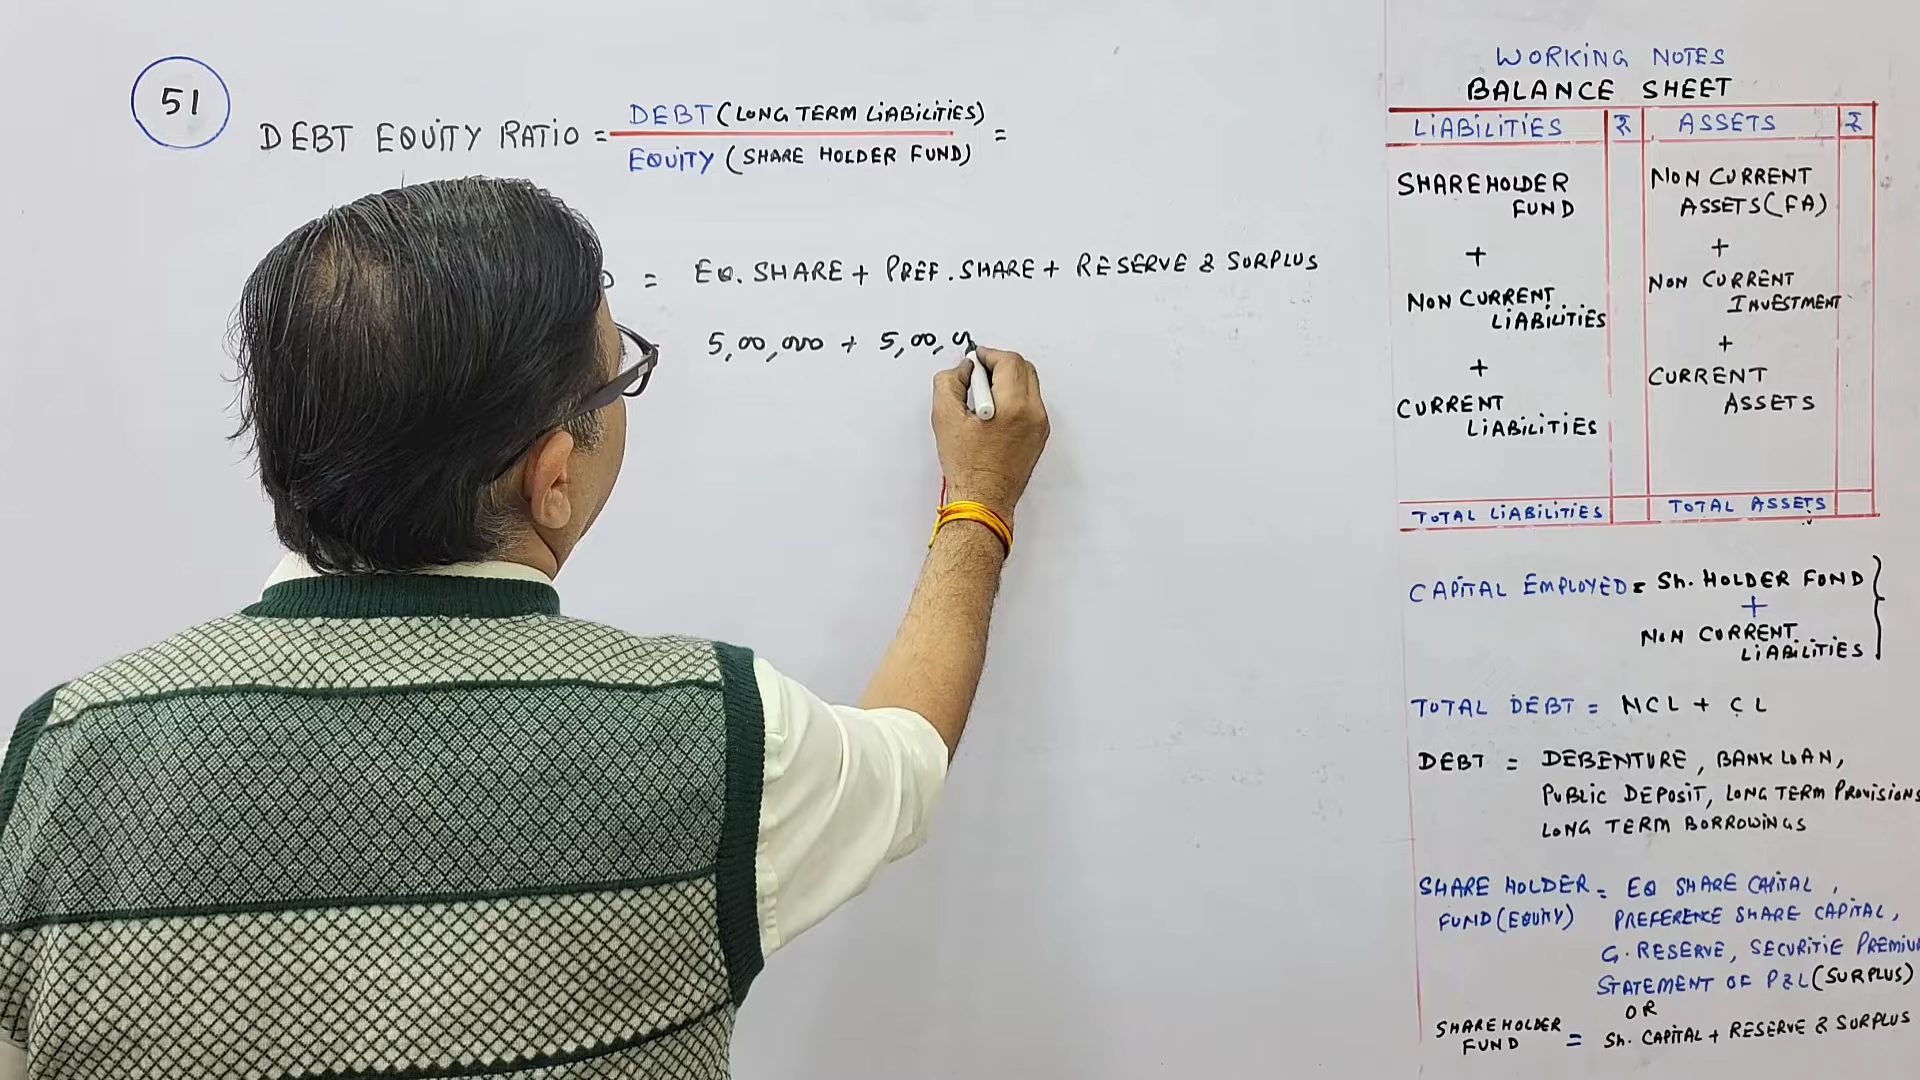 51
DEBT EQUITY RATIO = DEBT (LONG TERM LIABILITIES) =
EQUITY (SHARE HOLDER FUND)
= EQ. SHARE + PREF. SHARE + RESERVE & SURPLUS
5,00,000 + 5,00,
WORKING NOTES
BALANCE SHEET
LIABILITIES ₹ ASSETS ₹
SHAREHOLDER
FUND
+
NON CURRENT
LIABILITIES
+
CURRENT
LIABILITIES
TOTAL LIABILITIES
NON CURRENT
ASSETS (FA)
+
NON CURRENT
INVESTMENT
+
CURRENT
ASSETS
TOTAL ASSETS
CAPITAL EMPLOYED = Sh. HOLDER FUND
+
NON CURRENT
LIABILITIES
TOTAL DEBT = NCL + CL
DEBT = DEBENTURE, BANK LOAN,
PUBLIC DEPOSIT, LONG TERM PROVISIONS
LONG TERM BORROWINGS
SHARE HOLDER = EQ SHARE CAPITAL,
FUND (EQUITY) PREFERENCE SHARE CAPITAL,
G. RESERVE, SECURITIE PREMIU
STATEMENT OF P&L (SURPLUS)
OR
SHAREHOLDER
FUND = Sh. CAPITAL + RESERVE & SURPLUS